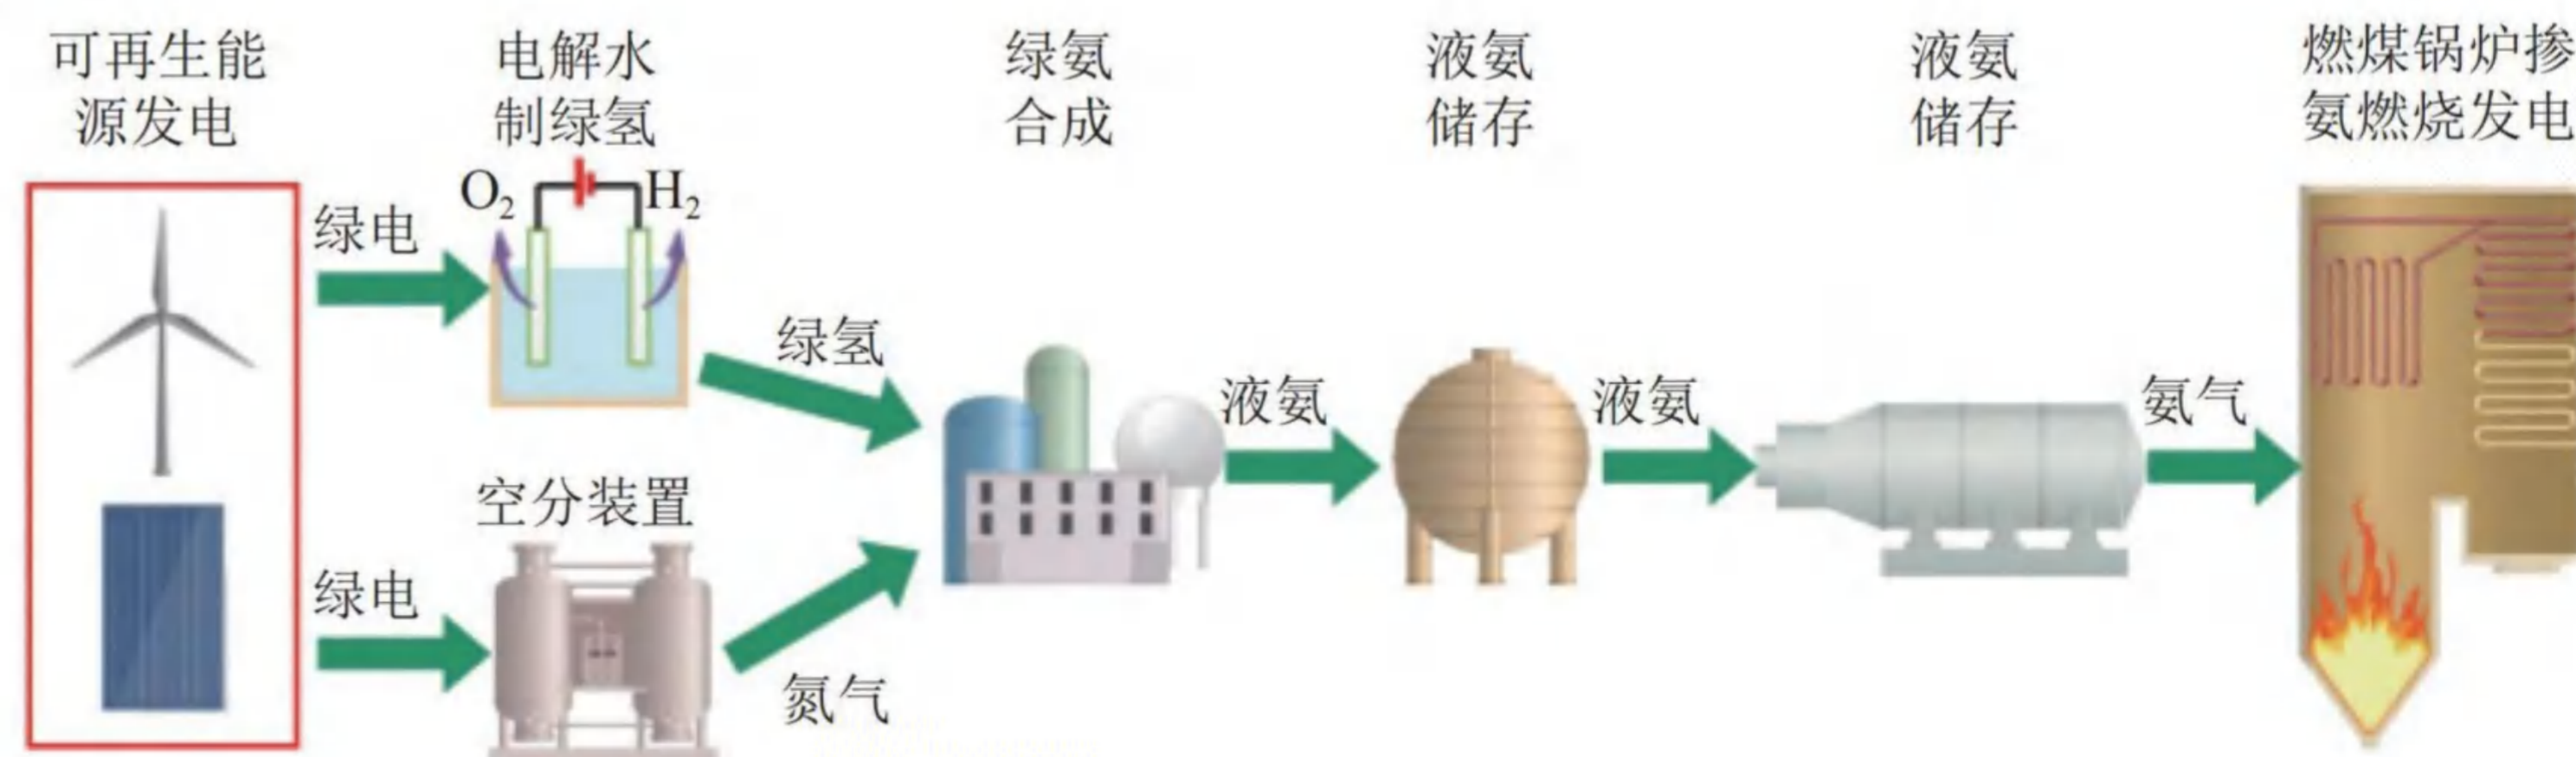 可再生能
源发电
电解水
制绿氢
绿氨
合成
液氨
储存
液氨
储存
燃煤锅炉掺
氨燃烧发电
O₂
H₂
绿电
绿氢
液氨
液氨
氨气
空分装置
绿电
氮气